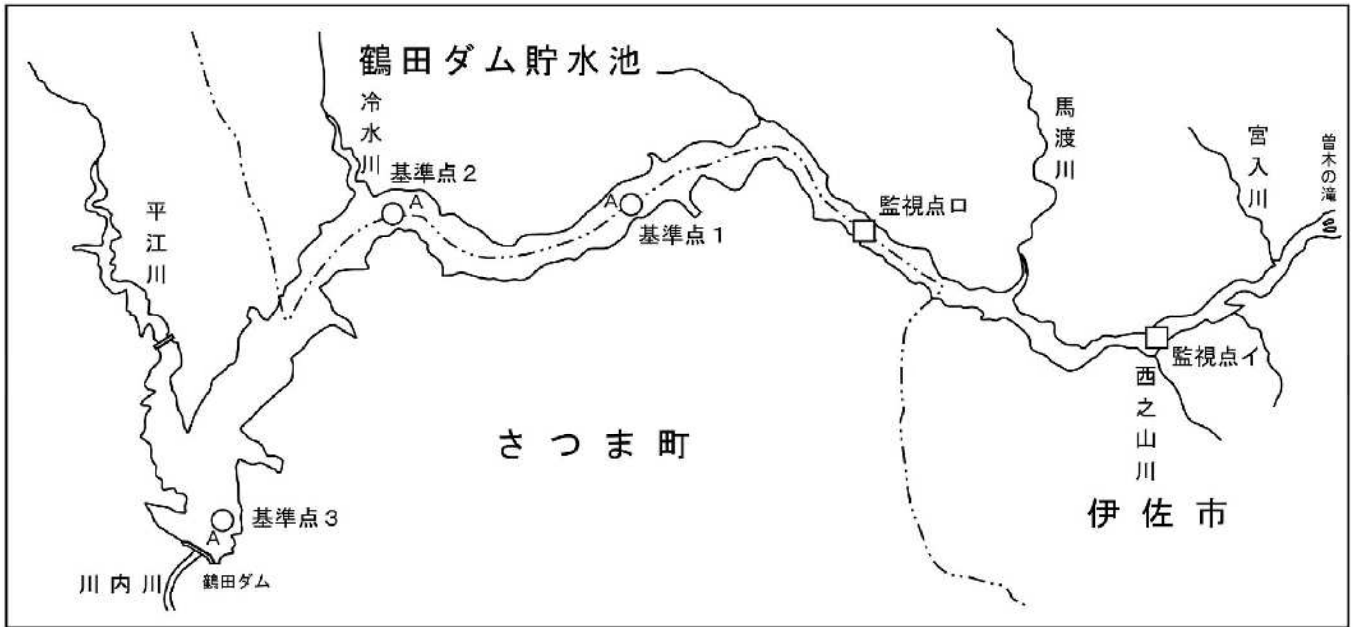 鶴田ダム貯水池
冷水川
基準点2
A
A
基準点1
監視点ロ
馬渡川
宮入川
曽木の滝
平江川
監視点イ
西之山川
さつま町
伊佐市
基準点3
A
川内川
鶴田ダム